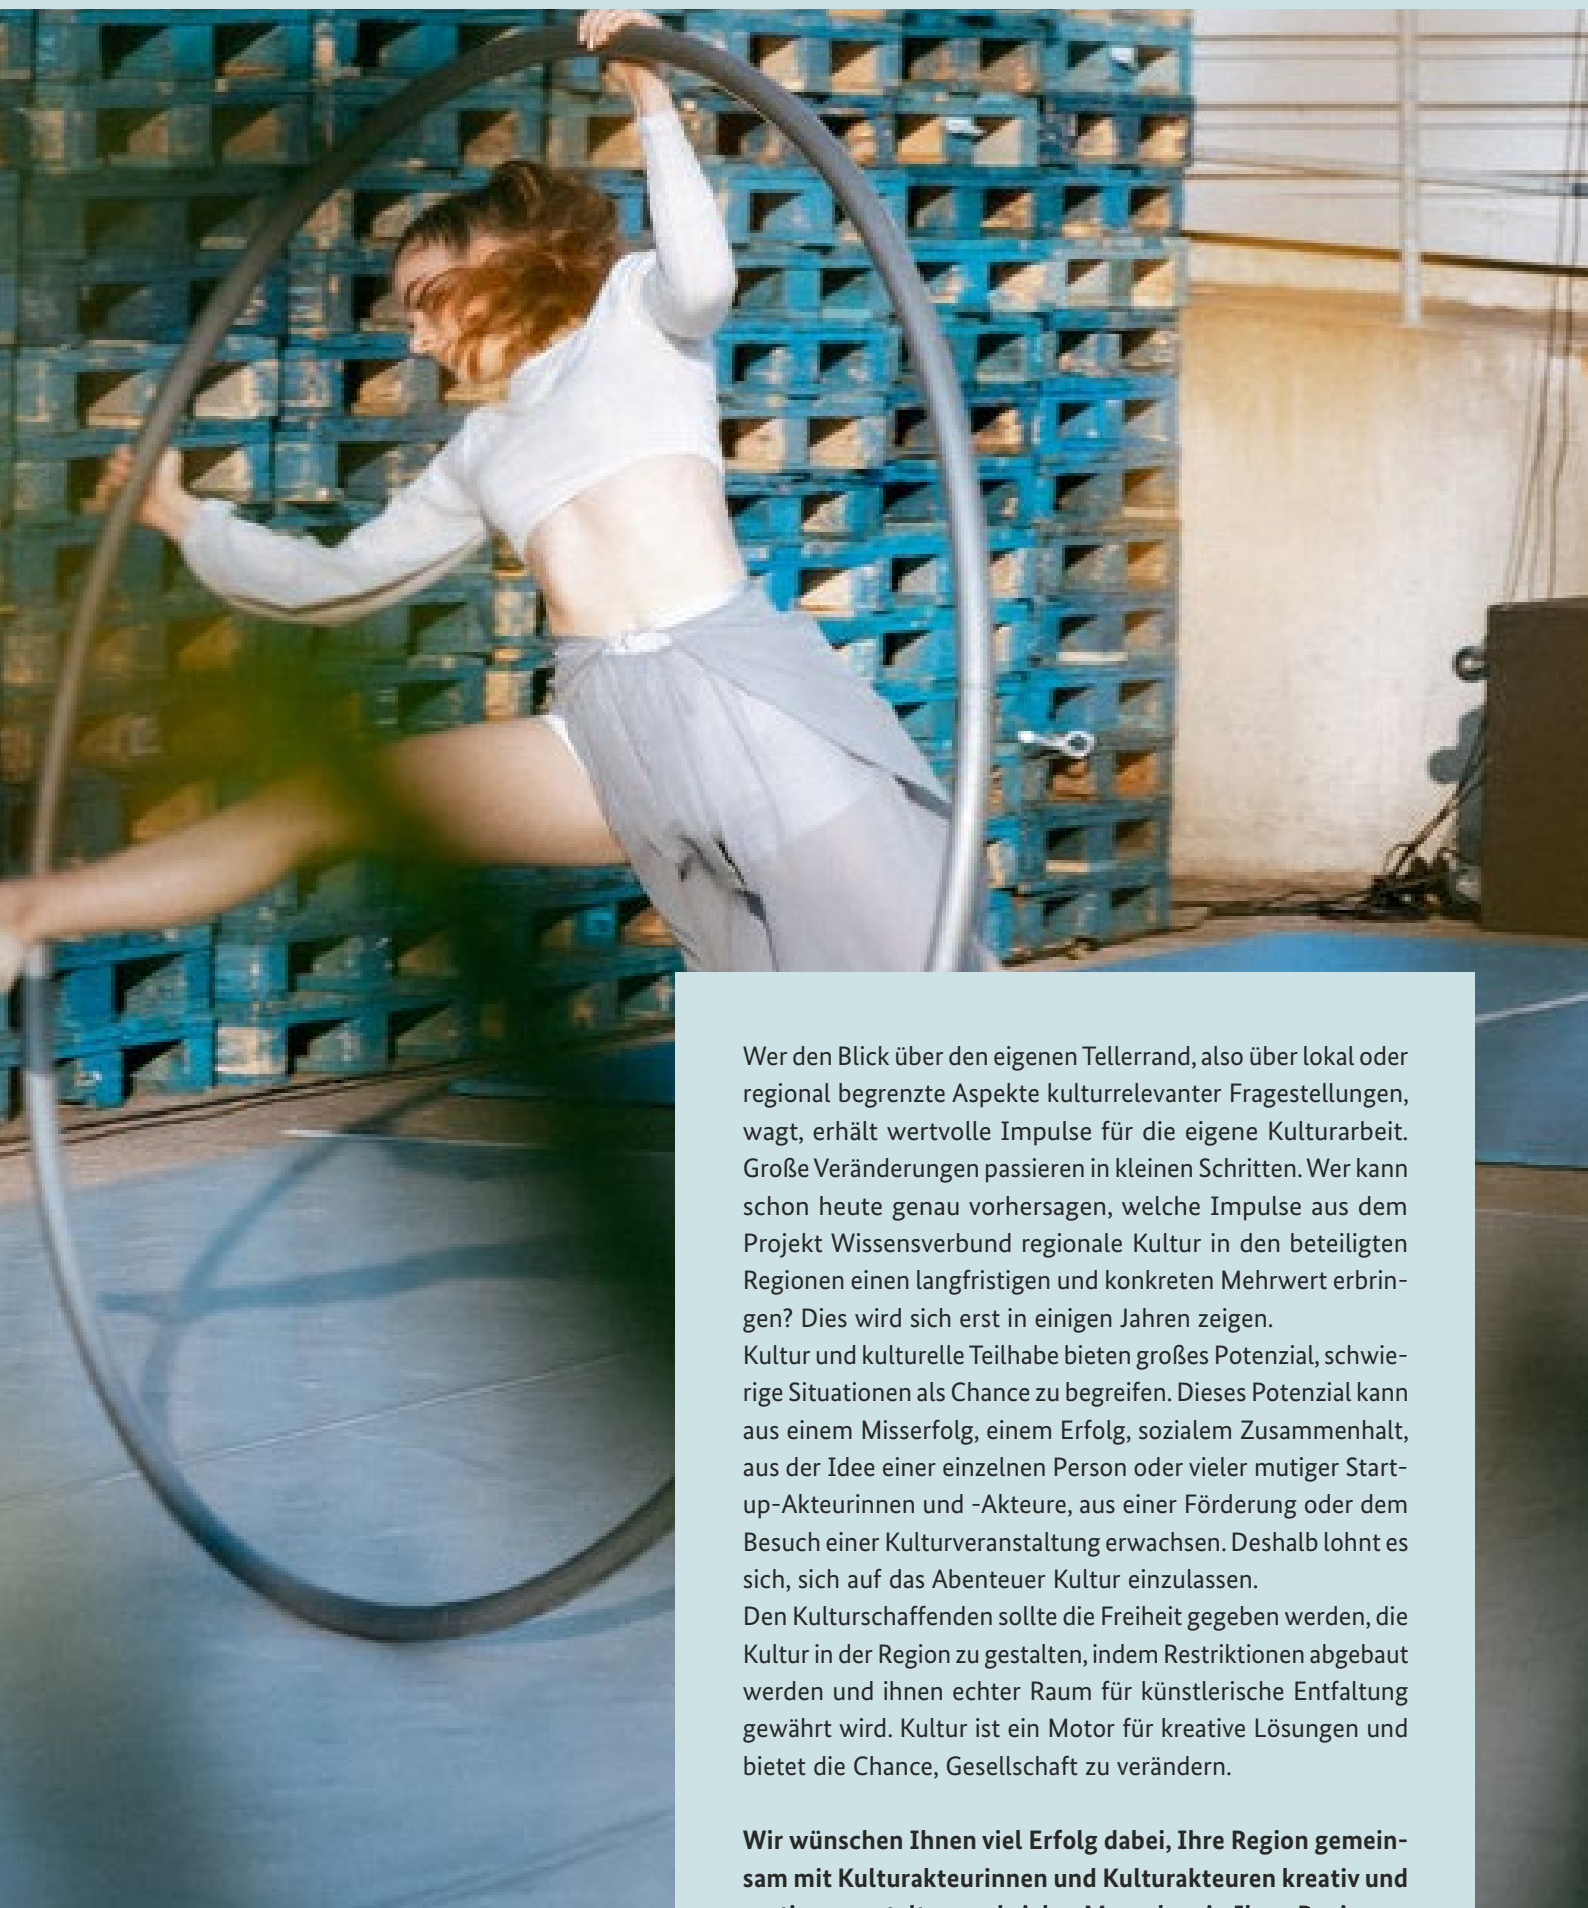 Wer den Blick über den eigenen Tellerrand, also über lokal oder
regional begrenzte Aspekte kulturrelevanter Fragestellungen,
wagt, erhält wertvolle Impulse für die eigene Kulturarbeit.
Große Veränderungen passieren in kleinen Schritten. Wer kann
schon heute genau vorhersagen, welche Impulse aus dem
Projekt Wissensverbund regionale Kultur in den beteiligten
Regionen einen langfristigen und konkreten Mehrwert erbrin-
gen? Dies wird sich erst in einigen Jahren zeigen.
Kultur und kulturelle Teilhabe bieten großes Potenzial, schwie-
rige Situationen als Chance zu begreifen. Dieses Potenzial kann
aus einem Misserfolg, einem Erfolg, sozialem Zusammenhalt,
aus der Idee einer einzelnen Person oder vieler mutiger Start-
up-Akteurinnen und -Akteure, aus einer Förderung oder dem
Besuch einer Kulturveranstaltung erwachsen. Deshalb lohnt es
sich, sich auf das Abenteuer Kultur einzulassen.
Den Kulturschaffenden sollte die Freiheit gegeben werden, die
Kultur in der Region zu gestalten, indem Restriktionen abgebaut
werden und ihnen echter Raum für künstlerische Entfaltung
gewährt wird. Kultur ist ein Motor für kreative Lösungen und
bietet die Chance, Gesellschaft zu verändern.
Wir wünschen Ihnen viel Erfolg dabei, Ihre Region gemein-
sam mit Kulturakteurinnen und Kulturakteuren kreativ und